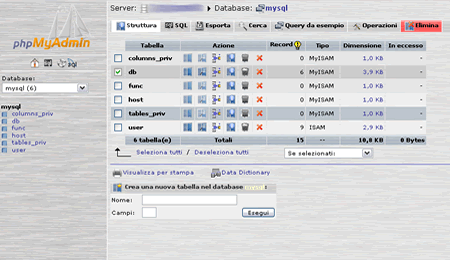 Server: Database: mysql
phpMyAdmin
Struttura SQL Esporta Cerca Query da esempio Operazioni Elimina
Database:
mysql (6)
mysql
columns_priv
db
func
host
tables_priv
user
Tabella Azione Record Tipo Dimensione In eccesso
columns_priv 0 MyISAM 1,0 KB -
db 6 MyISAM 3,9 KB -
func 0 MyISAM 1,0 KB -
host 0 MyISAM 1,0 KB -
tables_priv 0 MyISAM 1,0 KB -
user 9 ISAM 2,9 KB -
6 tabella(e) Totali 15 -- 10,8 KB 0 Bytes
Seleziona tutti / Deseleziona tutti Se selezionati:
Visualizza per stampa Data Dictionary
Crea una nuova tabella nel database :
Nome:
Campi: Esegui